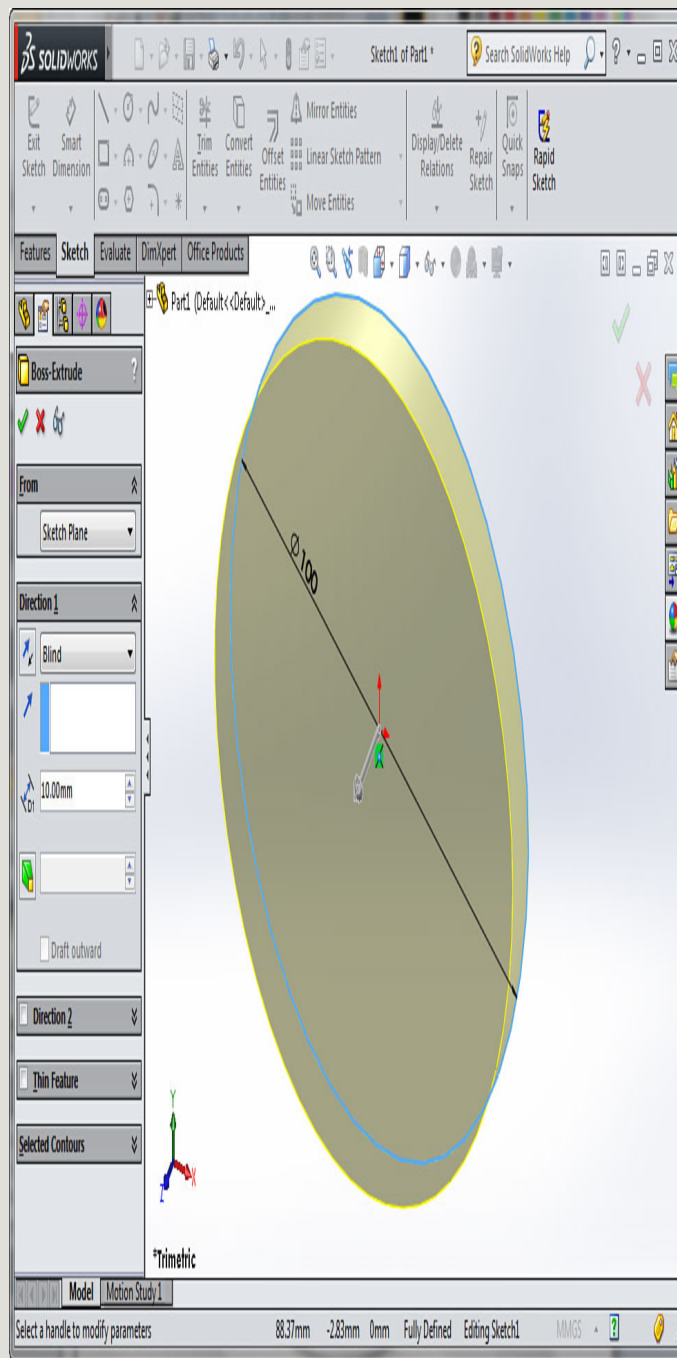 SOLIDWORKS
Sketch1 of Part1 *
Search SolidWorks Help
Exit Sketch
Smart Dimension
Trim Entities
Convert Entities
Offset Entities
Mirror Entities
Linear Sketch Pattern
Move Entities
Display/Delete Relations
Repair Sketch
Quick Snaps
Rapid Sketch
Features Sketch Evaluate DimXpert Office Products
Part1 (Default<<Default>_...
Boss-Extrude ?
From
Sketch Plane
Direction 1
Blind
D1 10.00mm
Draft outward
Direction 2
Thin Feature
Selected Contours
Ø100
Y
X
Z
*Trimetric
Model Motion Study 1
Select a handle to modify parameters 88.37mm -2.83mm 0mm Fully Defined Editing Sketch1 MMGS